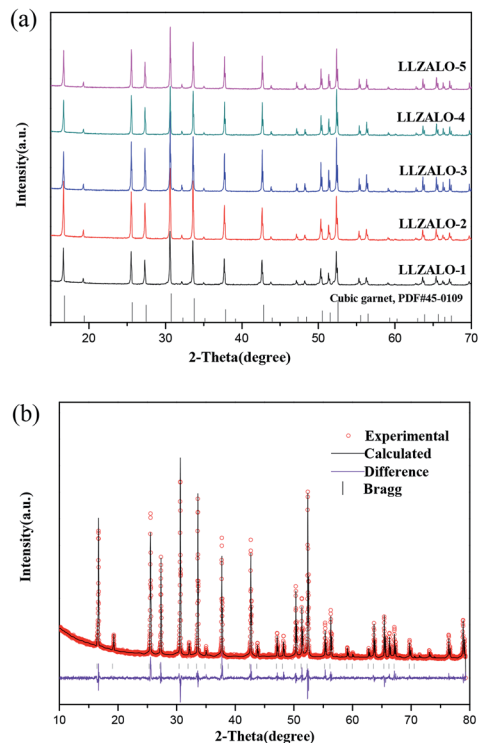 (a)
Intensity(a.u.)
LLZALO-5
LLZALO-4
LLZALO-3
LLZALO-2
LLZALO-1
Cubic garnet, PDF#45-0109
20 30 40 50 60 70
2-Theta(degree)
(b)
Intensity(a.u.)
Experimental
Calculated
Difference
Bragg
10 20 30 40 50 60 70 80
2-Theta(degree)